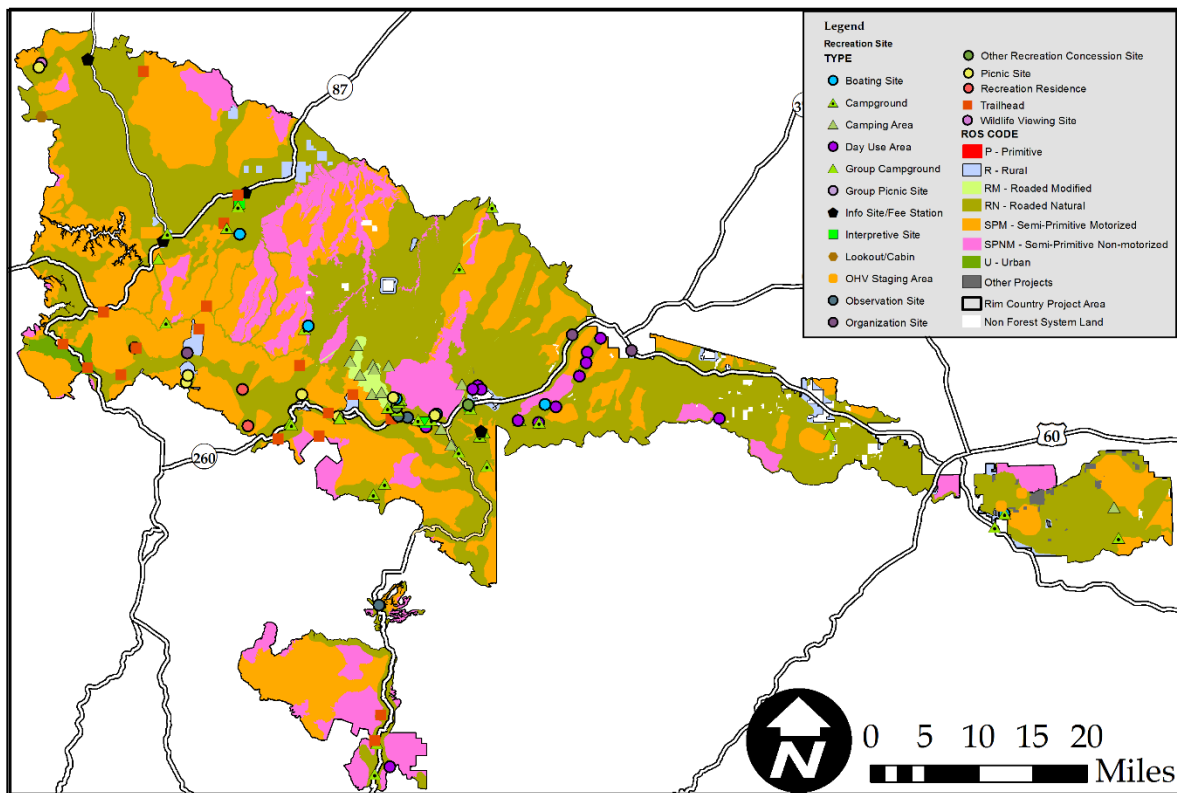 Legend
Recreation Site
TYPE
Boating Site
Campground
Camping Area
Day Use Area
Group Campground
Group Picnic Site
Info Site/Fee Station
Interpretive Site
Lookout/Cabin
OHV Staging Area
Observation Site
Organization Site
Other Recreation Concession Site
Picnic Site
Recreation Residence
Trailhead
Wildlife Viewing Site
ROS CODE
P - Primitive
R - Rural
RM - Roaded Modified
RN - Roaded Natural
SPM - Semi-Primitive Motorized
SPNM - Semi-Primitive Non-motorized
U - Urban
Other Projects
Rim Country Project Area
Non Forest System Land
87
260
60
N
0 5 10 15 20
Miles